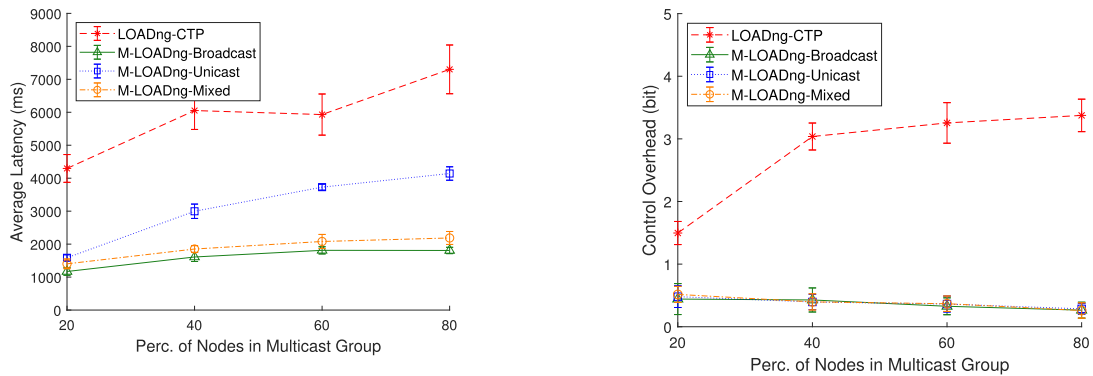 9000
8000
7000
6000
5000
4000
3000
2000
1000
0
Average Latency (ms)
LOADng-CTP
M-LOADng-Broadcast
M-LOADng-Unicast
M-LOADng-Mixed
20 40 60 80
Perc. of Nodes in Multicast Group
5
4
3
2
1
0
Control Overhead (bit)
LOADng-CTP
M-LOADng-Broadcast
M-LOADng-Unicast
M-LOADng-Mixed
20 40 60 80
Perc. of Nodes in Multicast Group